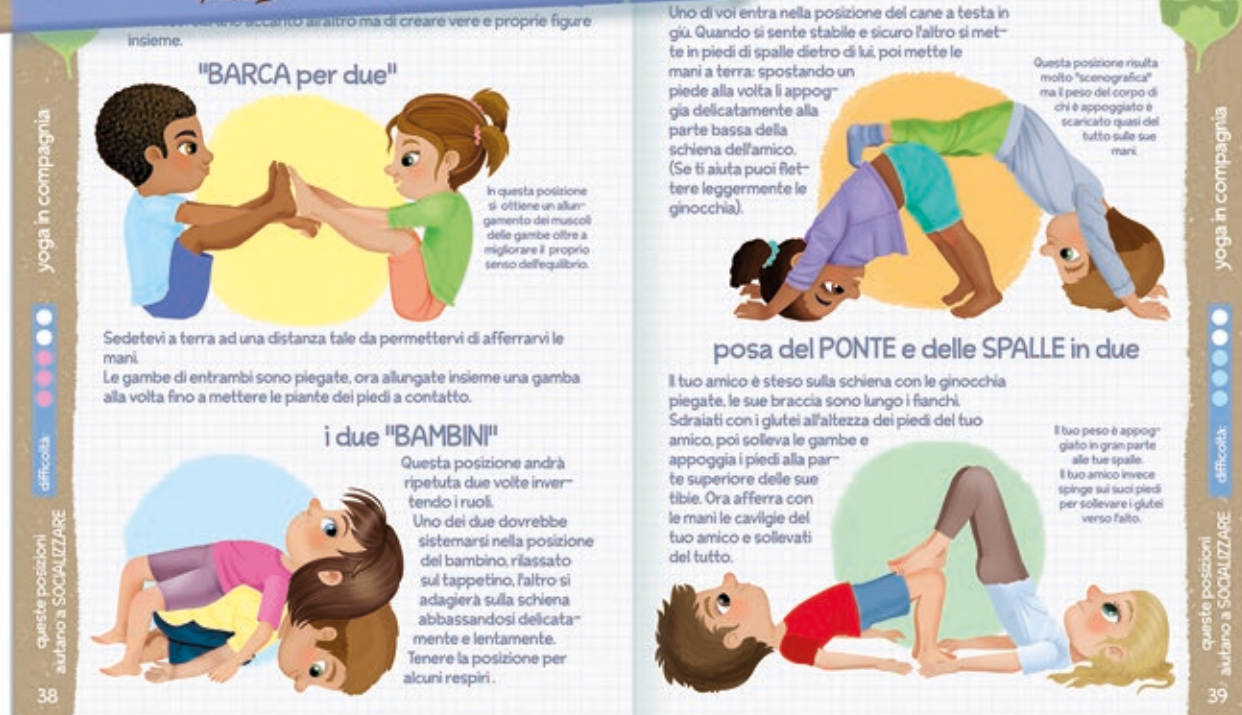 accanto all'altro ma di creare vere e proprie figure
insieme.
"BARCA per due"
In questa posizione
si ottiene un allun-
gamento dei muscoli
delle gambe oltre a
migliorare il proprio
senso dell'equilibrio.
Sedetevi a terra ad una distanza tale da permettervi di afferrarvi le
mani.
Le gambe di entrambi sono piegate, ora allungate insieme una gamba
alla volta fino a mettere le piante dei piedi a contatto.
i due "BAMBINI"
Questa posizione andrà
ripetuta due volte inver-
tendo i ruoli.
Uno dei due dovrebbe
sistemarsi nella posizione
del bambino, rilassato
sul tappetino, l'altro si
adagierà sulla schiena
abbassandosi delicata-
mente e lentamente.
Tenere la posizione per
alcuni respiri.
yoga in compagnia
difficoltà:
queste posizioni
aiutano a SOCIALIZZARE
38
Uno di voi entra nella posizione del cane a testa in
giù. Quando si sente stabile e sicuro l'altro si met-
te in piedi di spalle dietro di lui, poi mette le
mani a terra: spostando un
piede alla volta li appog-
gia delicatamente alla
parte bassa della
schiena dell'amico.
(Se ti aiuta puoi flet-
tere leggermente le
ginocchia).
Questa posizione risulta
molto "scenografica"
ma il peso del corpo di
chi è appoggiato è
scaricato quasi del
tutto sulle sue
mani.
posa del PONTE e delle SPALLE in due
Il tuo amico è steso sulla schiena con le ginocchia
piegate, le sue braccia sono lungo i fianchi.
Sdraiati con i glutei all'altezza dei piedi del tuo
amico, poi solleva le gambe e
appoggia i piedi alla par-
te superiore delle sue
tibie. Ora afferra con
le mani le cavilgie del
tuo amico e sollevati
del tutto.
Il tuo peso è appog-
giato in gran parte
alle tue spalle.
Il tuo amico invece
spinge sui suoi piedi
per sollevare i glutei
verso l'alto.
yoga in compagnia
difficoltà:
queste posizioni
aiutano a SOCIALIZZARE
39